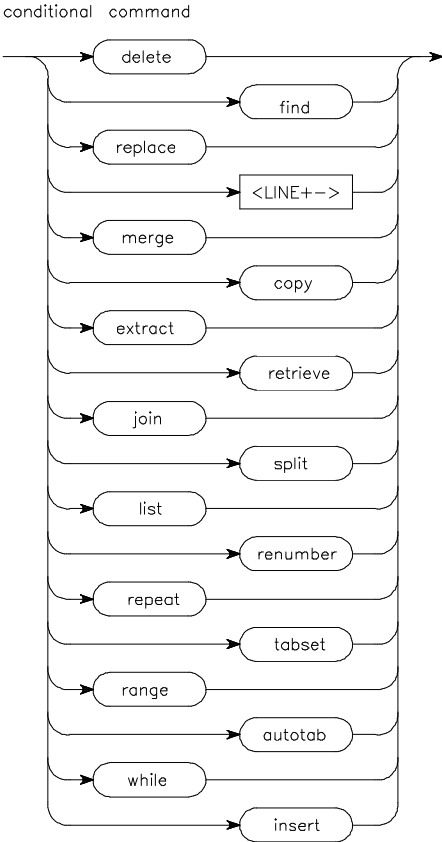 conditional command
delete
find
replace
<LINE+->
merge
copy
extract
retrieve
join
split
list
renumber
repeat
tabset
range
autotab
while
insert